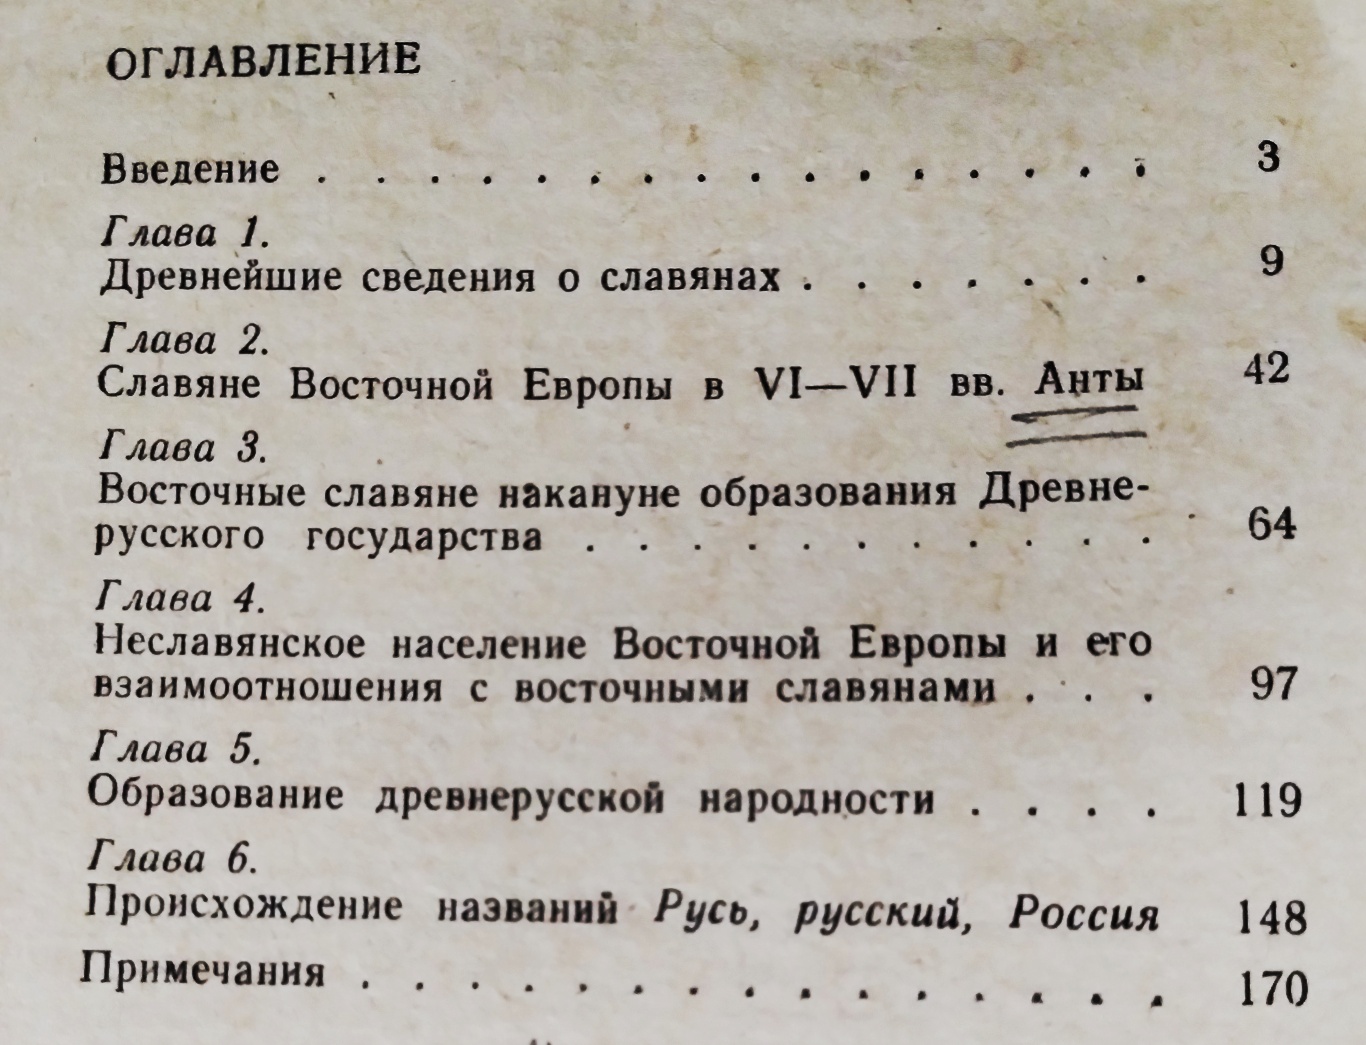 ОГЛАВЛЕНИЕ
Введение . . . . . . . . . . . . . . . . 3
Глава 1.
Древнейшие сведения о славянах . . . . . . . 9
Глава 2.
Славяне Восточной Европы в VI—VII вв. Анты 42
Глава 3.
Восточные славяне накануне образования Древне-
русского государства . . . . . . . . . . . 64
Глава 4.
Неславянское население Восточной Европы и его
взаимоотношения с восточными славянами . . . 97
Глава 5.
Образование древнерусской народности . . . . 119
Глава 6.
Происхождение названий Русь, русский, Россия 148
Примечания . . . . . . . . . . . . . . . 170